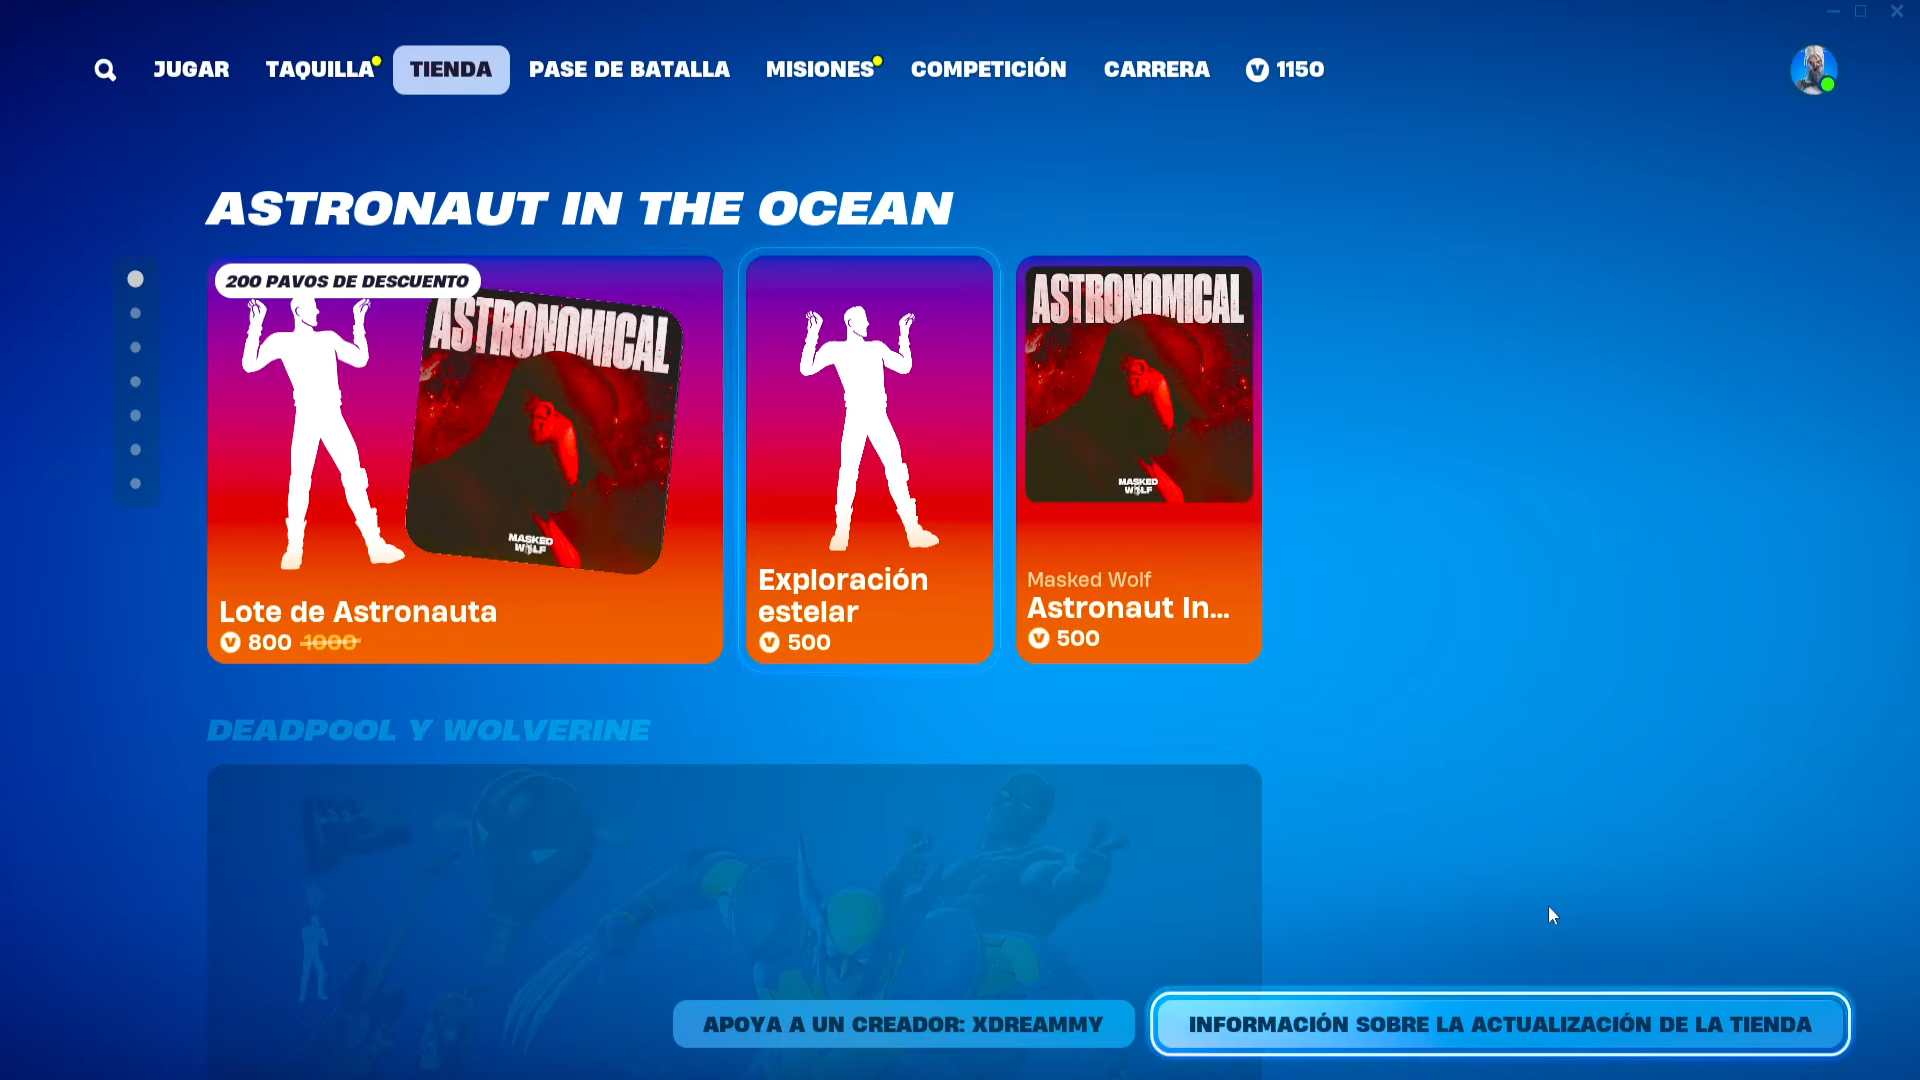 JUGAR TAQUILLA TIENDA PASE DE BATALLA MISIONES COMPETICIÓN CARRERA 1150
ASTRONAUT IN THE OCEAN
200 PAVOS DE DESCUENTO
ASTRONOMICAL
MASKED
WOLF
Lote de Astronauta
800 1000
Exploración
estelar
500
ASTRONOMICAL
MASKED
WOLF
Masked Wolf
Astronaut In...
500
DEADPOOL Y WOLVERINE
APOYA A UN CREADOR: XDREAMMY
INFORMACIÓN SOBRE LA ACTUALIZACIÓN DE LA TIENDA